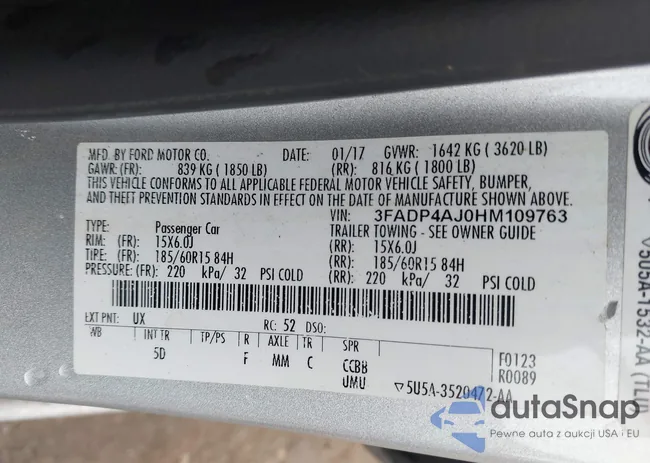 MFD. BY FORD MOTOR CO. DATE: 01/17 GVWR: 1642 KG ( 3620 LB)
GAWR: (FR): 839 KG ( 1850 LB) (RR): 816 KG ( 1800 LB)
THIS VEHICLE CONFORMS TO ALL APPLICABLE FEDERAL MOTOR VEHICLE SAFETY, BUMPER,
AND THEFT PREVENTION STANDARDS IN EFFECT ON THE DATE OF MANUFACTURE SHOWN ABOVE.
VIN: 3FADP4AJ0HM109763
TYPE: Passenger Car TRAILER TOWING - SEE OWNER GUIDE
RIM: (FR): 15X6.0J (RR): 15X6.0J
TIRE: (FR): 185/60R15 84H (RR): 185/60R15 84H
PRESSURE: (FR): 220 kPa/ 32 PSI COLD (RR): 220 kPa/ 32 PSI COLD
EXT PNT: UX RC: 52 DSO:
WB INT TR TP/PS R AXLE TR SPR
5D F MM C CCBB
UMU
F0123
R0089
▽5U5A-3520472-AA
5U5A-1532-AA (TLU)
autoSnap
Pewne auta z aukcji USA i EU